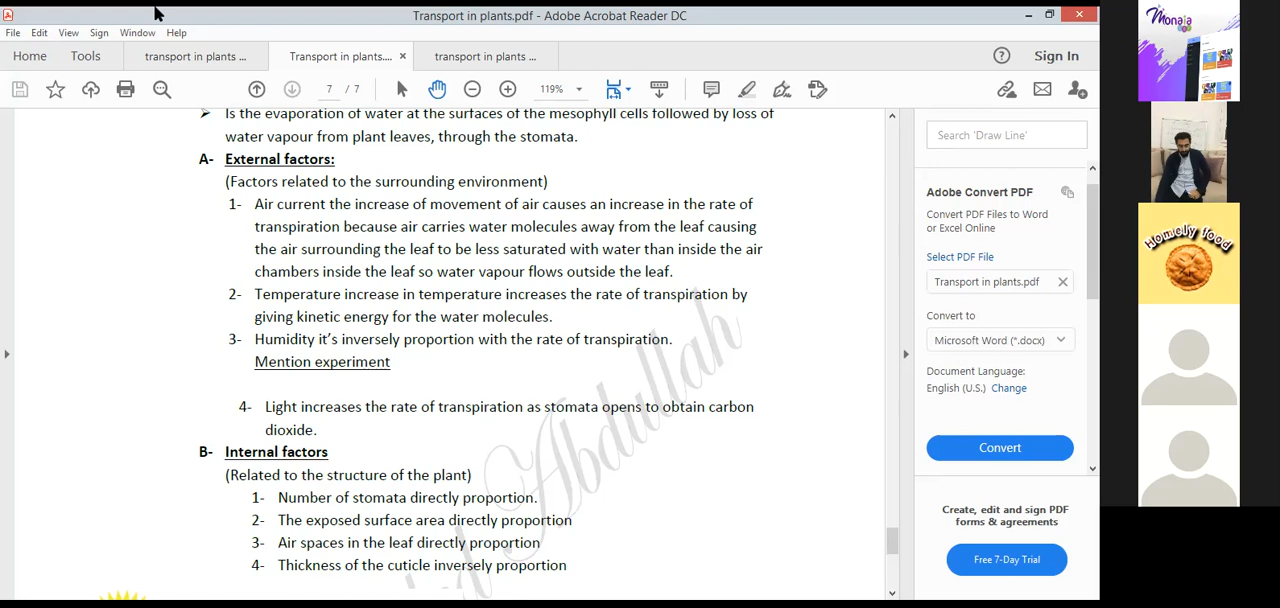 Transport in plants.pdf - Adobe Acrobat Reader DC
File Edit View Sign Window Help
Home Tools transport in plants ... Transport in plants.... × transport in plants ... Sign In
7 / 7 119%
Is the evaporation of water at the surfaces of the mesophyll cells followed by loss of
water vapour from plant leaves, through the stomata.
A- External factors:
(Factors related to the surrounding environment)
1- Air current the increase of movement of air causes an increase in the rate of
transpiration because air carries water molecules away from the leaf causing
the air surrounding the leaf to be less saturated with water than inside the air
chambers inside the leaf so water vapour flows outside the leaf.
2- Temperature increase in temperature increases the rate of transpiration by
giving kinetic energy for the water molecules.
3- Humidity it's inversely proportion with the rate of transpiration.
Mention experiment
4- Light increases the rate of transpiration as stomata opens to obtain carbon
dioxide.
B- Internal factors
(Related to the structure of the plant)
1- Number of stomata directly proportion.
2- The exposed surface area directly proportion
3- Air spaces in the leaf directly proportion
4- Thickness of the cuticle inversely proportion
Abdullah
Search 'Draw Line'
Adobe Convert PDF
Convert PDF Files to Word
or Excel Online
Select PDF File
Transport in plants.pdf
Convert to
Microsoft Word (*.docx)
Document Language:
English (U.S.) Change
Convert
Create, edit and sign PDF
forms & agreements
Free 7-Day Trial
Monaia
Homely food